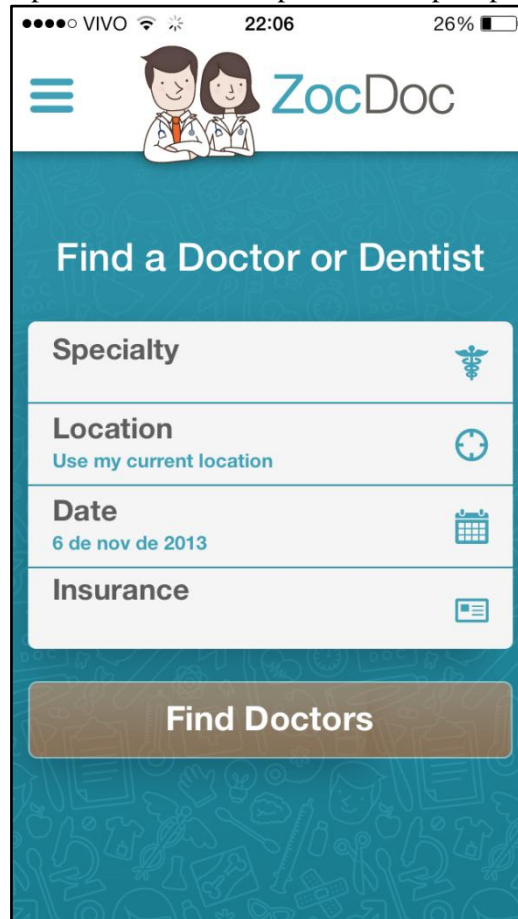 VIVO 22:06 26%
ZocDoc
Find a Doctor or Dentist
Specialty
Location
Use my current location
Date
6 de nov de 2013
Insurance
Find Doctors